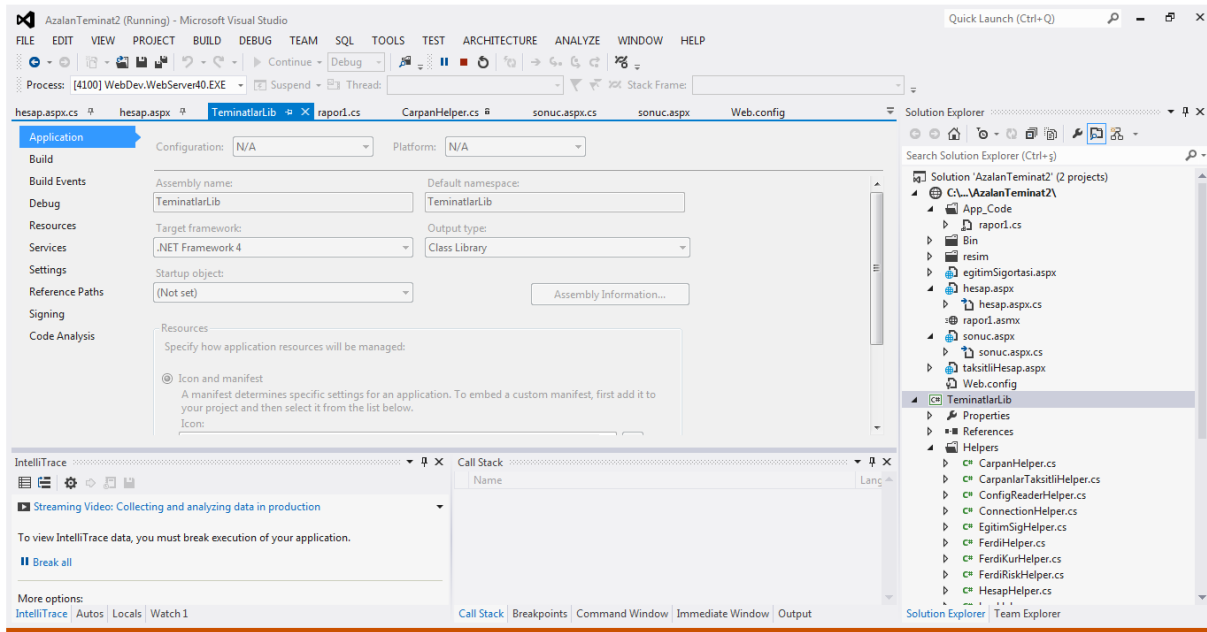 AzalanTeminat2 (Running) - Microsoft Visual Studio
Quick Launch (Ctrl+Q)
FILE EDIT VIEW PROJECT BUILD DEBUG TEAM SQL TOOLS TEST ARCHITECTURE ANALYZE WINDOW HELP
Continue Debug
Process: [4100] WebDev.WebServer40.EXE Suspend Thread: Stack Frame:
hesap.aspx.cs hesap.aspx TeminatlarLib rapor1.cs CarpanHelper.cs sonuc.aspx.cs sonuc.aspx Web.config
Application
Build
Build Events
Debug
Resources
Services
Settings
Reference Paths
Signing
Code Analysis
Configuration: N/A Platform: N/A
Assembly name: Default namespace:
TeminatlarLib TeminatlarLib
Target framework: Output type:
.NET Framework 4 Class Library
Startup object:
(Not set) Assembly Information...
Resources
Specify how application resources will be managed:
Icon and manifest
A manifest determines specific settings for an application. To embed a custom manifest, first add it to
your project and then select it from the list below.
Icon:
IntelliTrace
Streaming Video: Collecting and analyzing data in production
To view IntelliTrace data, you must break execution of your application.
Break all
More options:
IntelliTrace Autos Locals Watch 1
Call Stack
Name Lang
Call Stack Breakpoints Command Window Immediate Window Output
Solution Explorer
Search Solution Explorer (Ctrl+ş)
Solution 'AzalanTeminat2' (2 projects)
C:\...\AzalanTeminat2\
App_Code
rapor1.cs
Bin
resim
egitimSigortasi.aspx
hesap.aspx
hesap.aspx.cs
rapor1.asmx
sonuc.aspx
sonuc.aspx.cs
taksitliHesap.aspx
Web.config
TeminatlarLib
Properties
References
Helpers
CarpanHelper.cs
CarpanlarTaksitliHelper.cs
ConfigReaderHelper.cs
ConnectionHelper.cs
EgitimSigHelper.cs
FerdiHelper.cs
FerdiKurHelper.cs
FerdiRiskHelper.cs
HesapHelper.cs
Solution Explorer Team Explorer